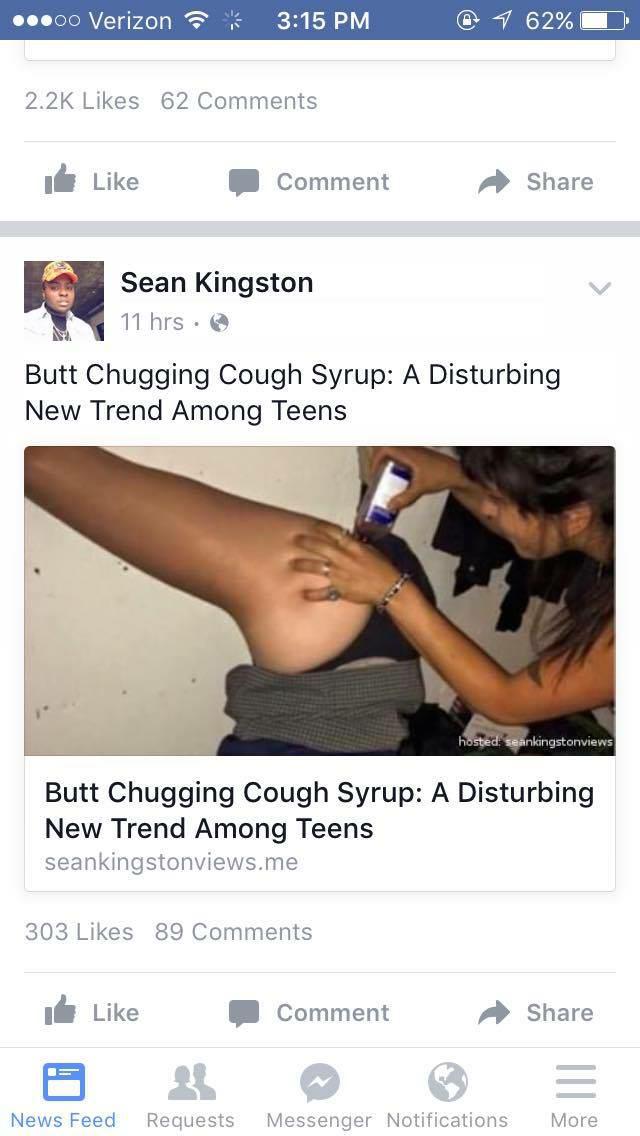 Verizon 3:15 PM 62%
2.2K Likes 62 Comments
Like Comment Share
Sean Kingston
11 hrs ·
Butt Chugging Cough Syrup: A Disturbing
New Trend Among Teens
hosted: seankingstonviews
Butt Chugging Cough Syrup: A Disturbing
New Trend Among Teens
seankingstonviews.me
303 Likes 89 Comments
Like Comment Share
News Feed Requests Messenger Notifications More